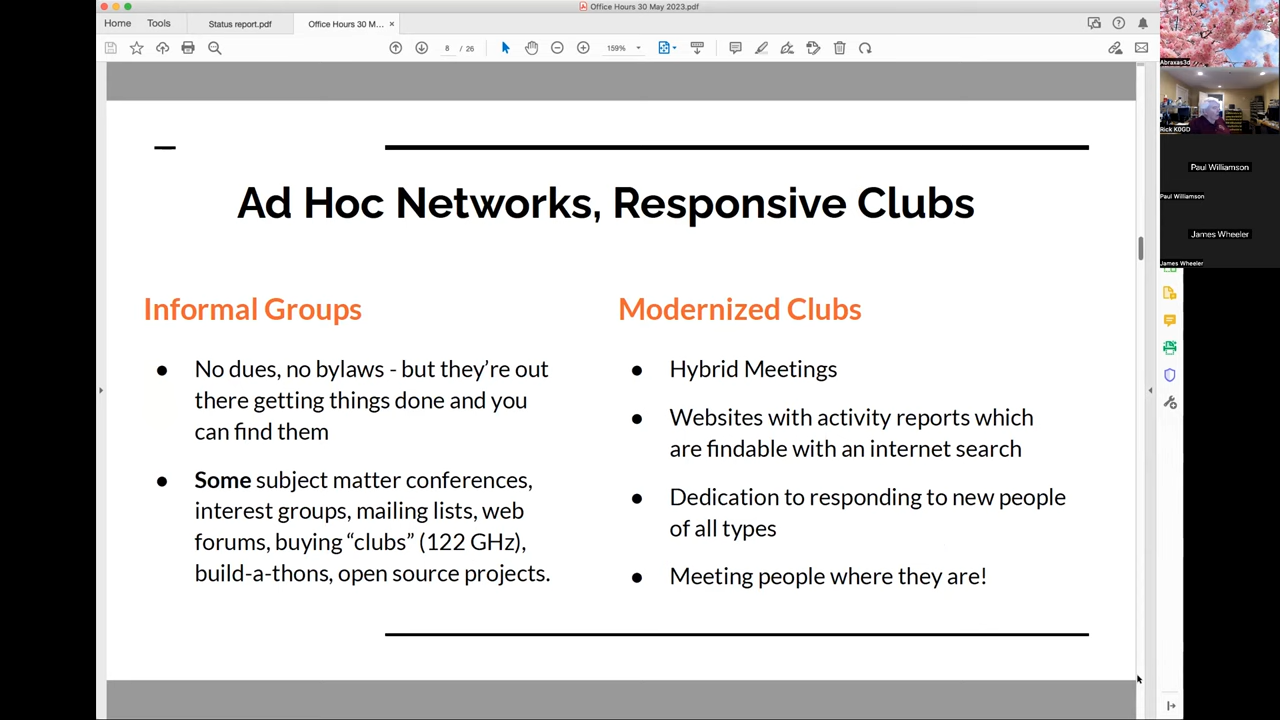 Office Hours 30 May 2023.pdf
Home
Tools
Status report.pdf
Office Hours 30 M...
×
8 / 26
159%
Ad Hoc Networks, Responsive Clubs
Informal Groups
● No dues, no bylaws - but they’re out
there getting things done and you
can find them
● Some subject matter conferences,
interest groups, mailing lists, web
forums, buying “clubs” (122 GHz),
build-a-thons, open source projects.
Modernized Clubs
● Hybrid Meetings
● Websites with activity reports which
are findable with an internet search
● Dedication to responding to new people
of all types
● Meeting people where they are!
Abraxas3d
Rick K0GD
Paul Williamson
Paul Williamson
James Wheeler
James Wheeler